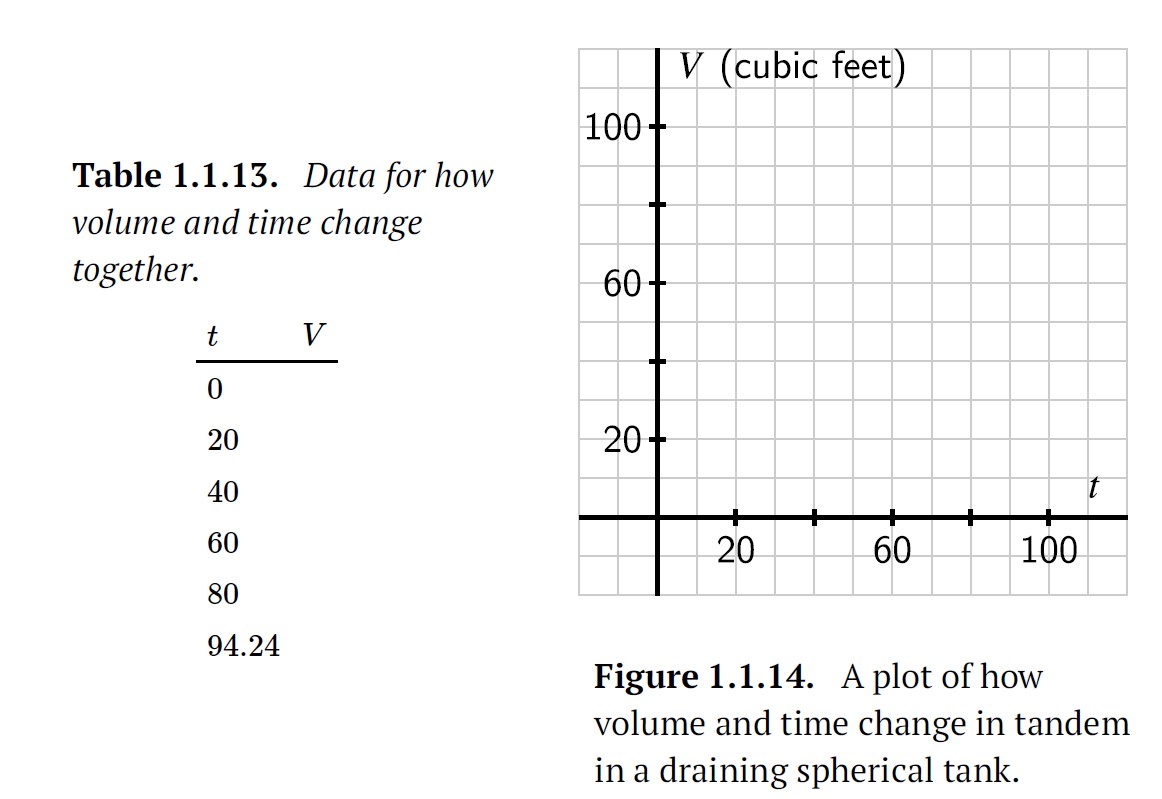 Table 1.1.13. Data for how
volume and time change
together.
t V
0
20
40
60
80
94.24
V (cubic feet)
100
60
20
t
20 60 100
Figure 1.1.14. A plot of how
volume and time change in tandem
in a draining spherical tank.